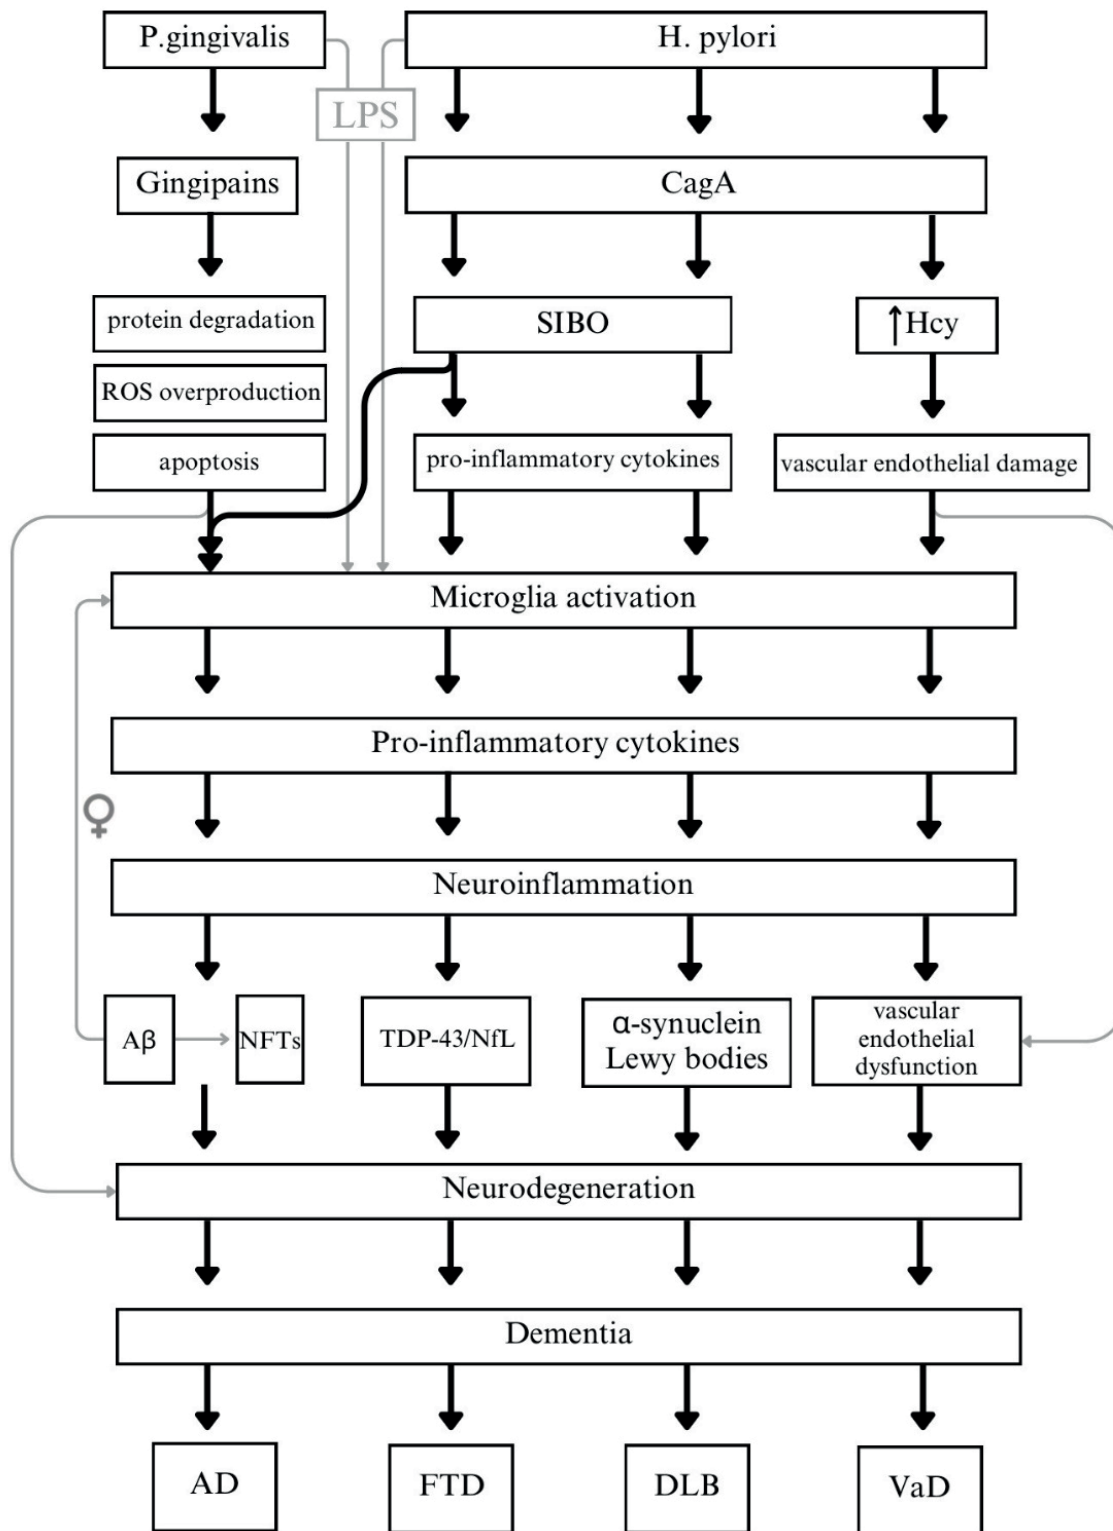 P.gingivalis
H. pylori
LPS
Gingipains
CagA
protein degradation
SIBO
↑Hcy
ROS overproduction
apoptosis
pro-inflammatory cytokines
vascular endothelial damage
Microglia activation
Pro-inflammatory cytokines
♀
Neuroinflammation
Aβ
NFTs
TDP-43/NfL
α-synuclein
Lewy bodies
vascular
endothelial
dysfunction
Neurodegeneration
Dementia
AD
FTD
DLB
VaD